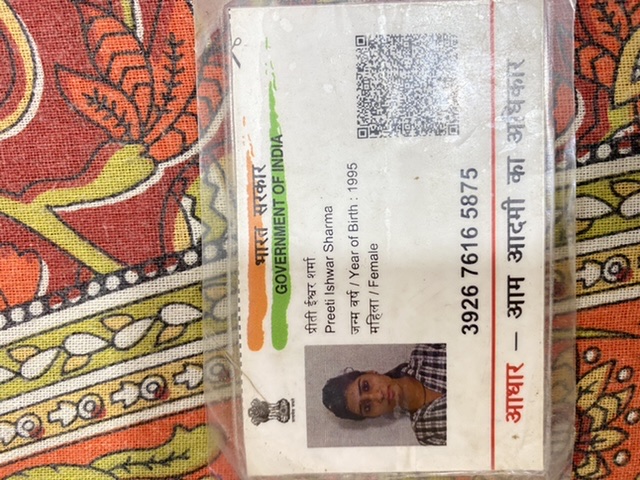 भारत सरकार
GOVERNMENT OF INDIA
प्रीती ईश्वर शर्मा
Preeti Ishwar Sharma
जन्म वर्ष / Year of Birth : 1995
महिला / Female
3926 7616 5875
आधार – आम आदमी का अधिकार